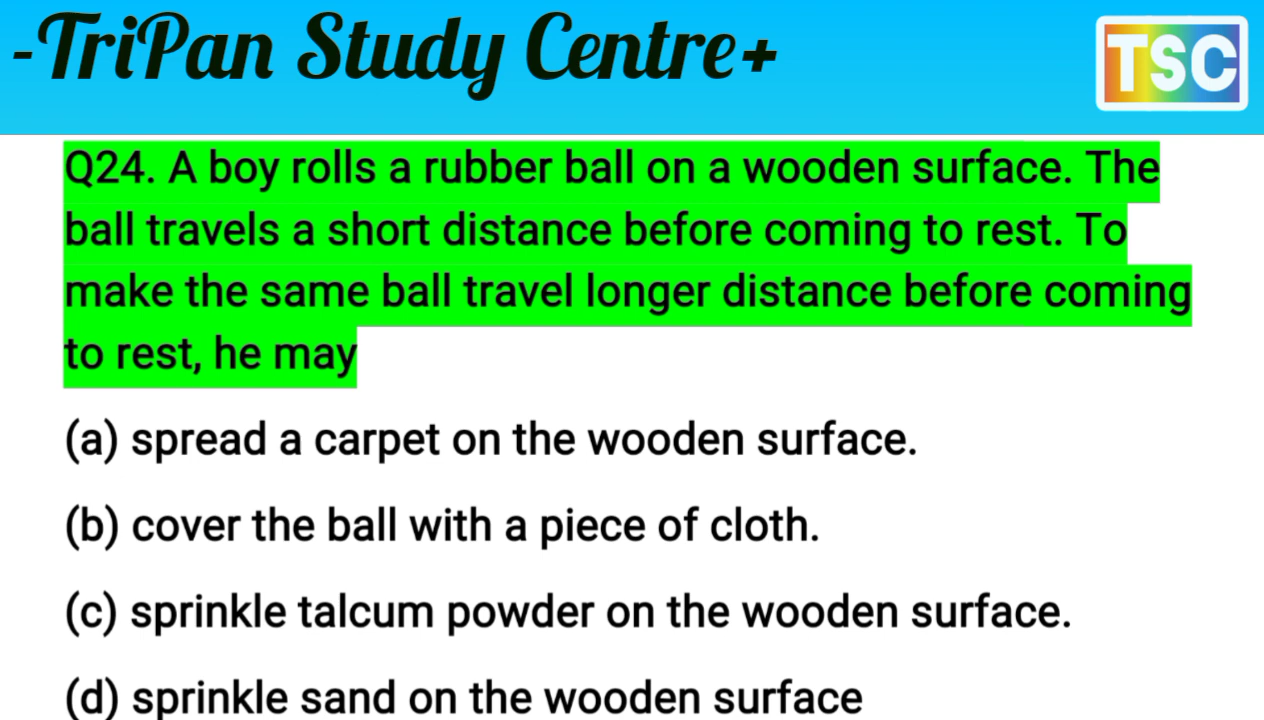 -TriPan Study Centre+
TSC
Q24. A boy rolls a rubber ball on a wooden surface. The
ball travels a short distance before coming to rest. To
make the same ball travel longer distance before coming
to rest, he may
(a) spread a carpet on the wooden surface.
(b) cover the ball with a piece of cloth.
(c) sprinkle talcum powder on the wooden surface.
(d) sprinkle sand on the wooden surface